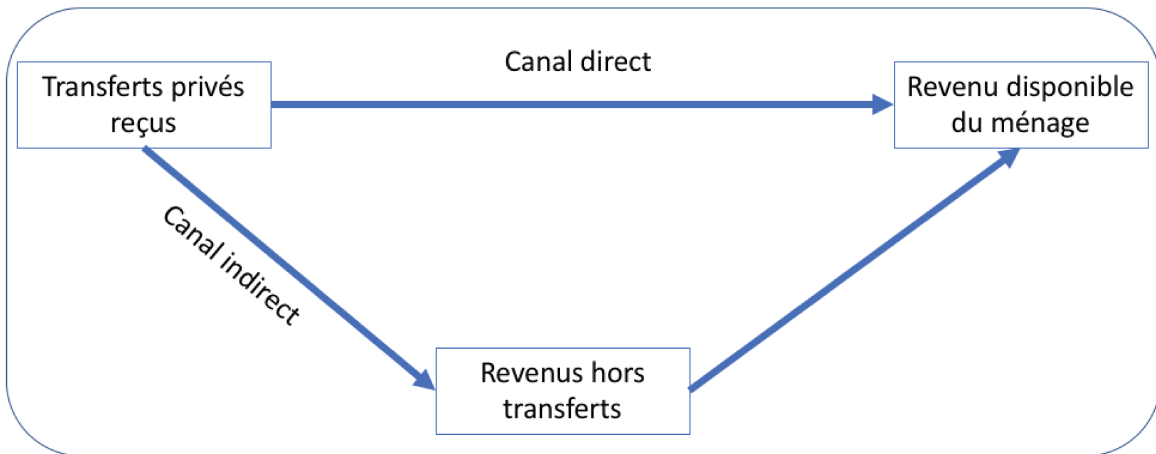 Canal direct
Transferts privés
reçus
Revenu disponible
du ménage
Canal indirect
Revenus hors
transferts